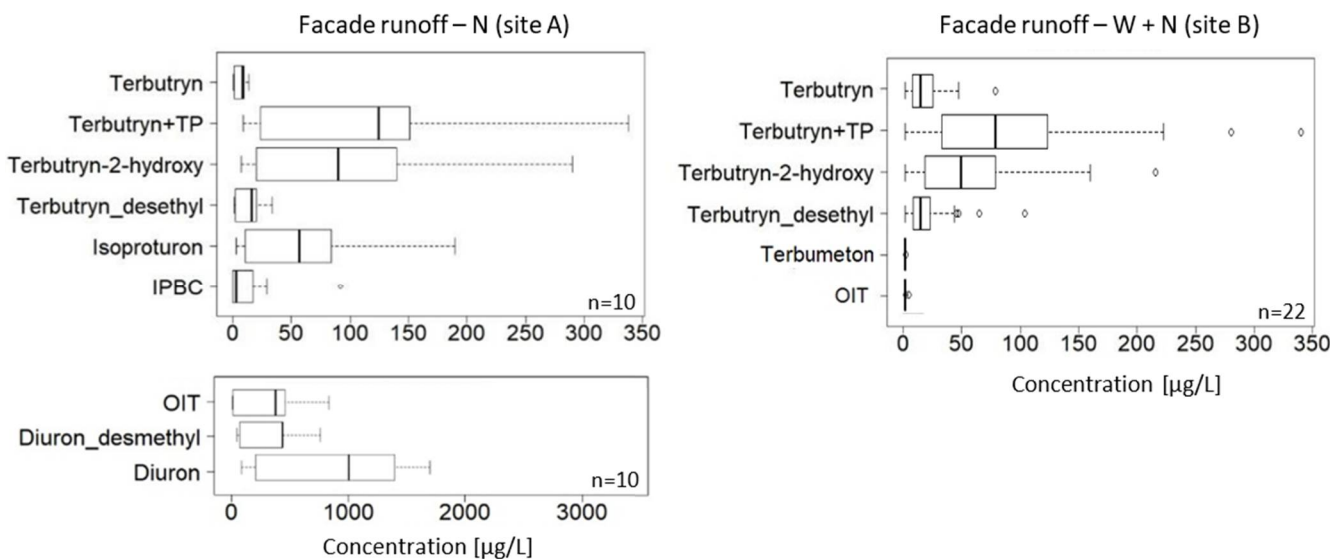 Facade runoff – N (site A)
Terbutryn
Terbutryn+TP
Terbutryn-2-hydroxy
Terbutryn_desethyl
Isoproturon
IPBC
n=10
0 50 100 150 200 250 300 350
OIT
Diuron_desmethyl
Diuron
n=10
0 1000 2000 3000
Concentration [µg/L]
Facade runoff – W + N (site B)
Terbutryn
Terbutryn+TP
Terbutryn-2-hydroxy
Terbutryn_desethyl
Terbumeton
OIT
n=22
0 50 100 150 200 250 300 350
Concentration [µg/L]